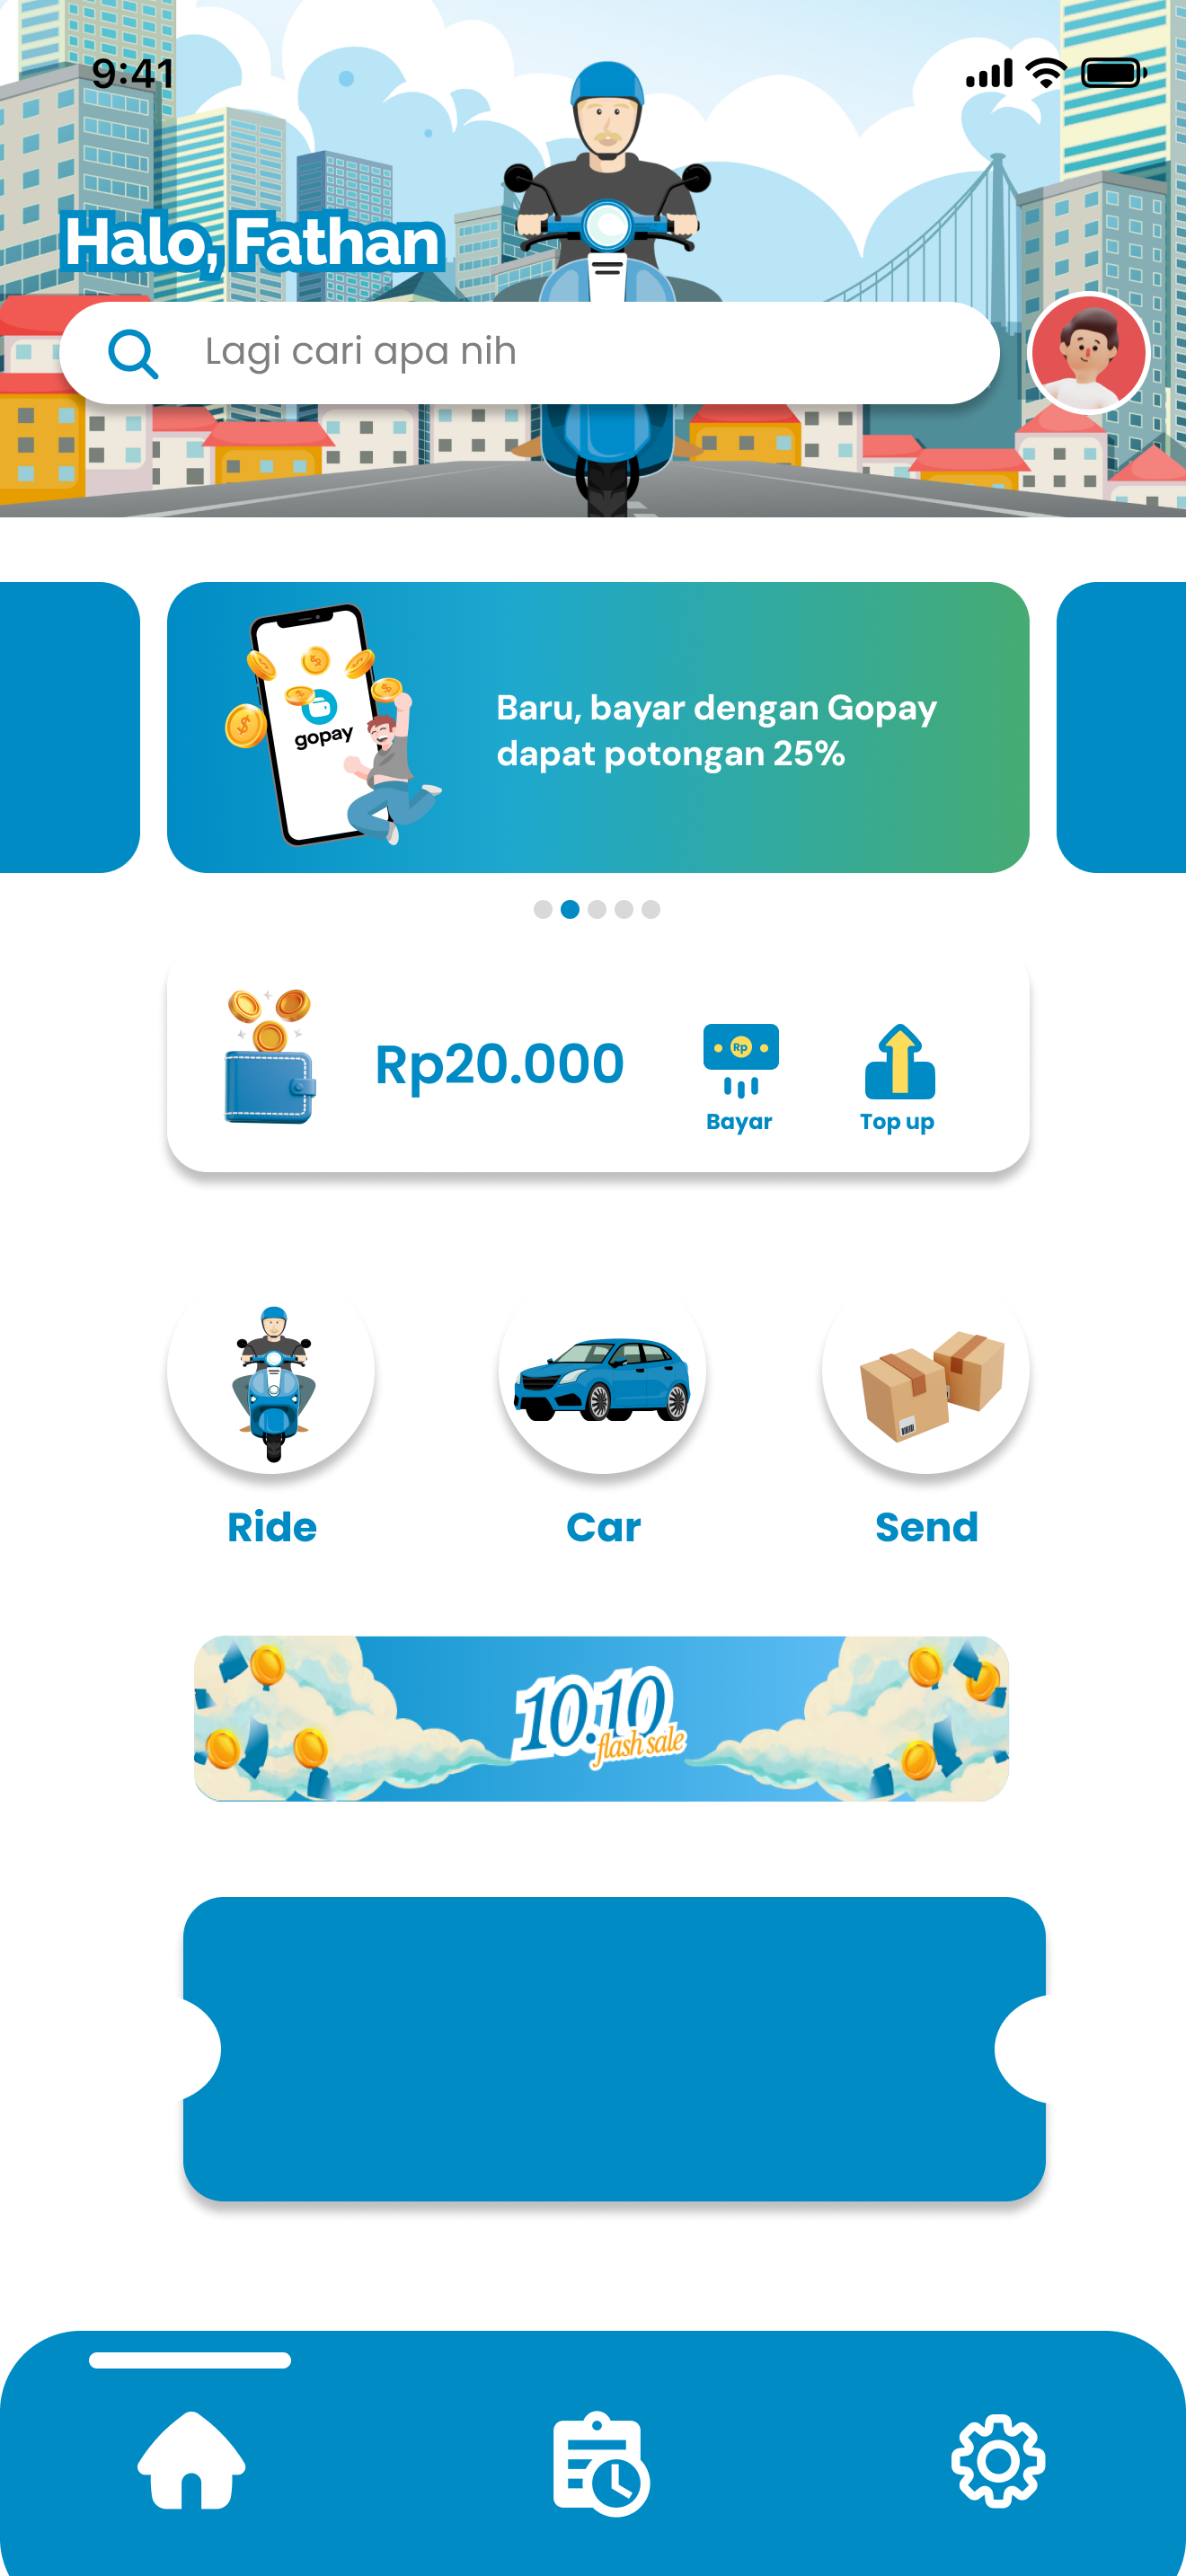 9:41
Halo, Fathan
Lagi cari apa nih
gopay
Baru, bayar dengan Gopay
dapat potongan 25%
Rp20.000
Rp
Bayar
Top up
Ride
Car
Send
10.10
flash sale